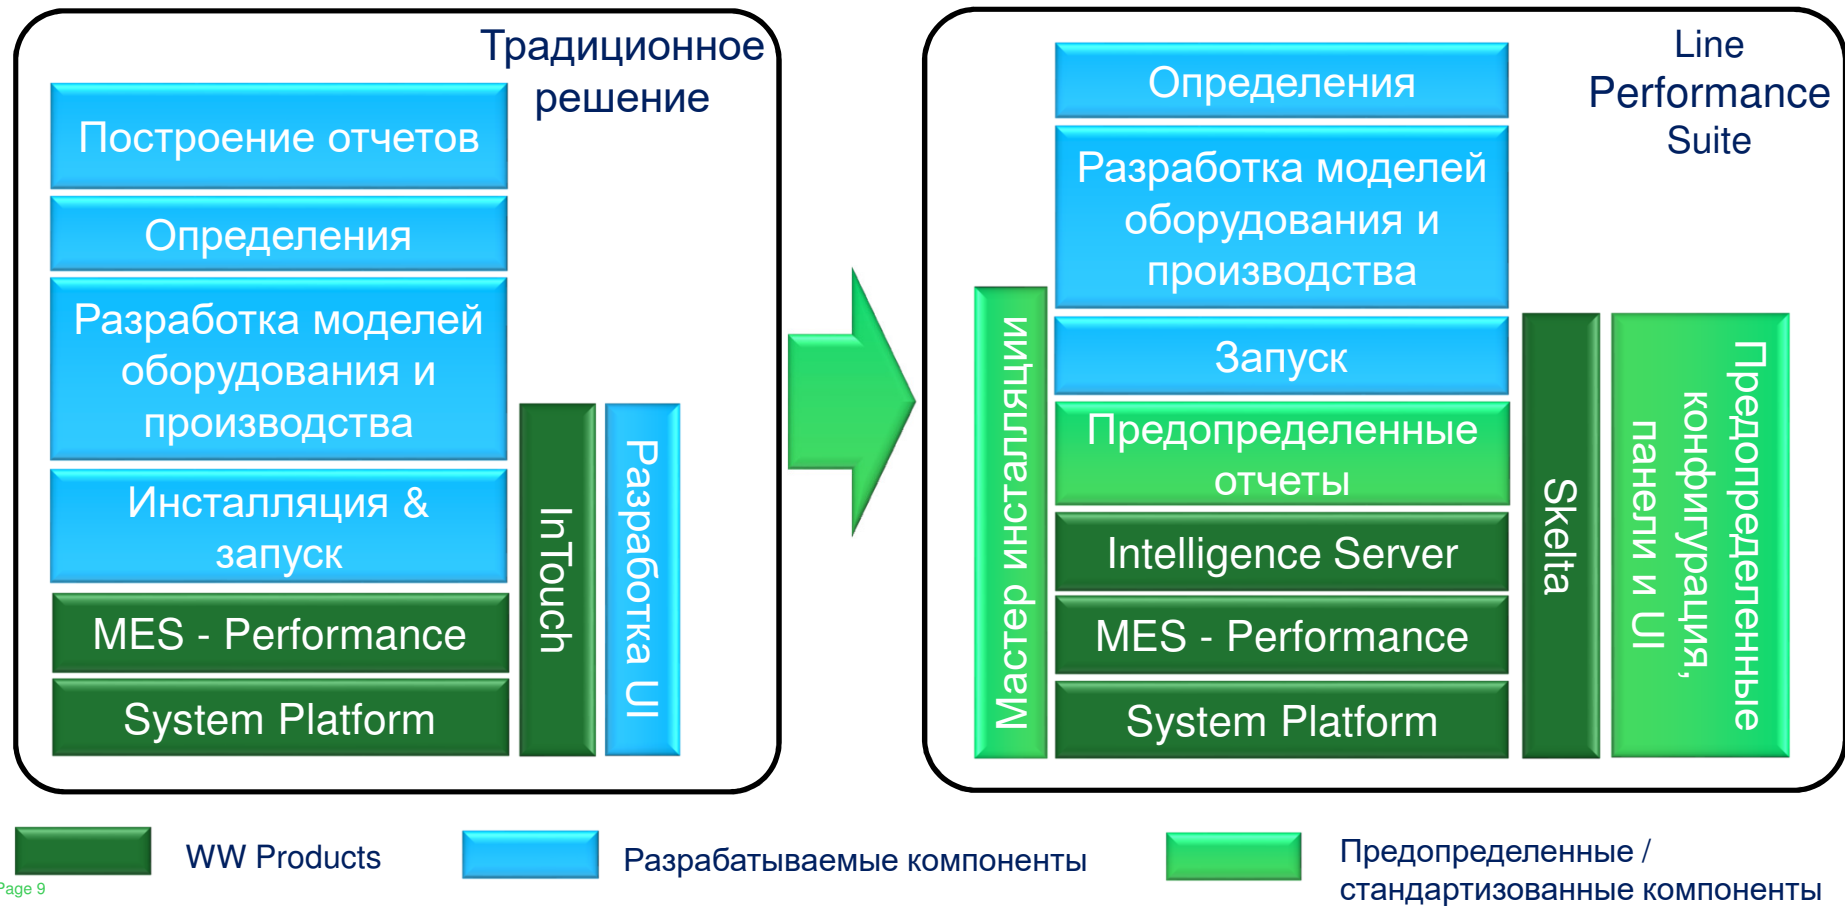 Традиционное
решение
Построение отчетов
Определения
Разработка моделей
оборудования и
производства
Инсталляция &
запуск
MES - Performance
System Platform
InTouch
Разработка UI
Line
Performance
Suite
Определения
Разработка моделей
оборудования и
производства
Запуск
Предопределенные
отчеты
Intelligence Server
MES - Performance
System Platform
Мастер инсталляции
Skelta
Предопределенные
конфигурация,
панели и UI
WW Products
Разрабатываемые компоненты
Предопределенные /
стандартизованные компоненты
Page 9